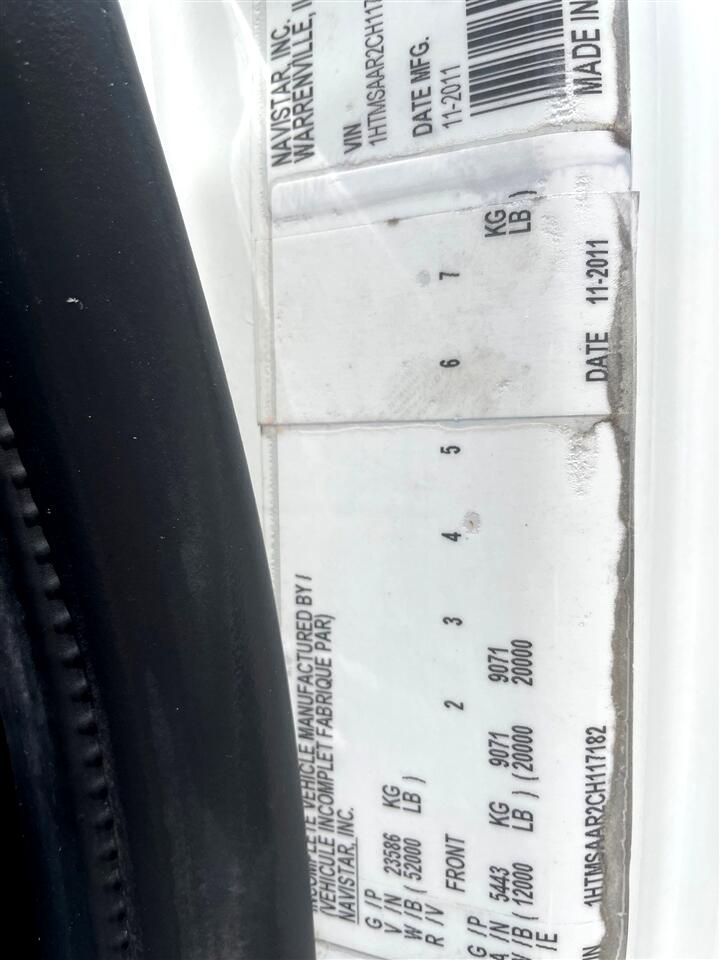 INCOMPLETE VEHICLE MANUFACTURED BY /
(VEHICULE INCOMPLET FABRIQUE PAR)
NAVISTAR, INC.
G /P
V /N 23586 KG
W /B ( 52000 LB )
R /V
FRONT 2 3 4 5 6 7
G /P
A /N 5443 KG 9071 9071 KG
W /B ( 12000 LB ) ( 20000 20000 LB )
/E
1HTMSAAR2CH117182
DATE 11-2011
NAVISTAR, INC.
WARRENVILLE,
VIN
1HTMSAAR2CH117
DATE MFG.
11-2011
MADE IN